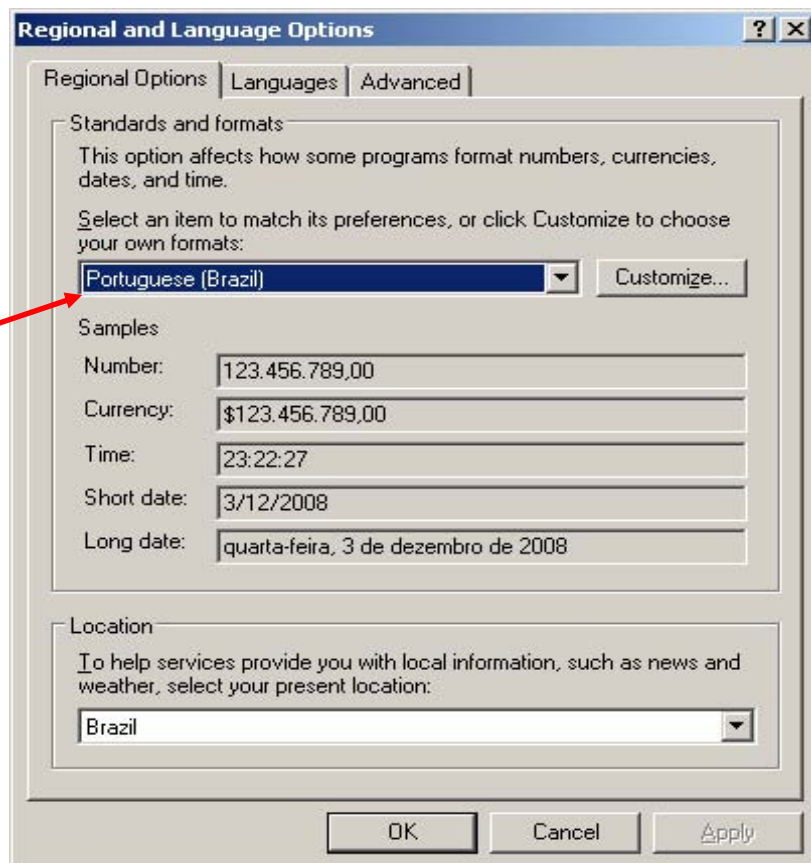 Regional and Language Options
Regional Options Languages Advanced
Standards and formats
This option affects how some programs format numbers, currencies,
dates, and time.
Select an item to match its preferences, or click Customize to choose
your own formats:
Portuguese (Brazil) Customize...
Samples
Number: 123.456.789,00
Currency: $123.456.789,00
Time: 23:22:27
Short date: 3/12/2008
Long date: quarta-feira, 3 de dezembro de 2008
Location
To help services provide you with local information, such as news and
weather, select your present location:
Brazil
OK Cancel Apply